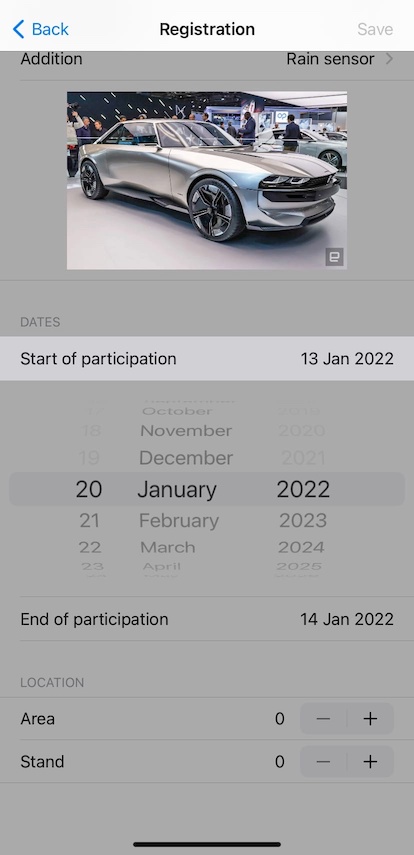 Back Registration Save
Addition Rain sensor
DATES
Start of participation 13 Jan 2022
October
18 November 2020
19 December 2021
20 January 2022
21 February 2023
22 March 2024
23 April 2025
End of participation 14 Jan 2022
LOCATION
Area 0 − +
Stand 0 − +